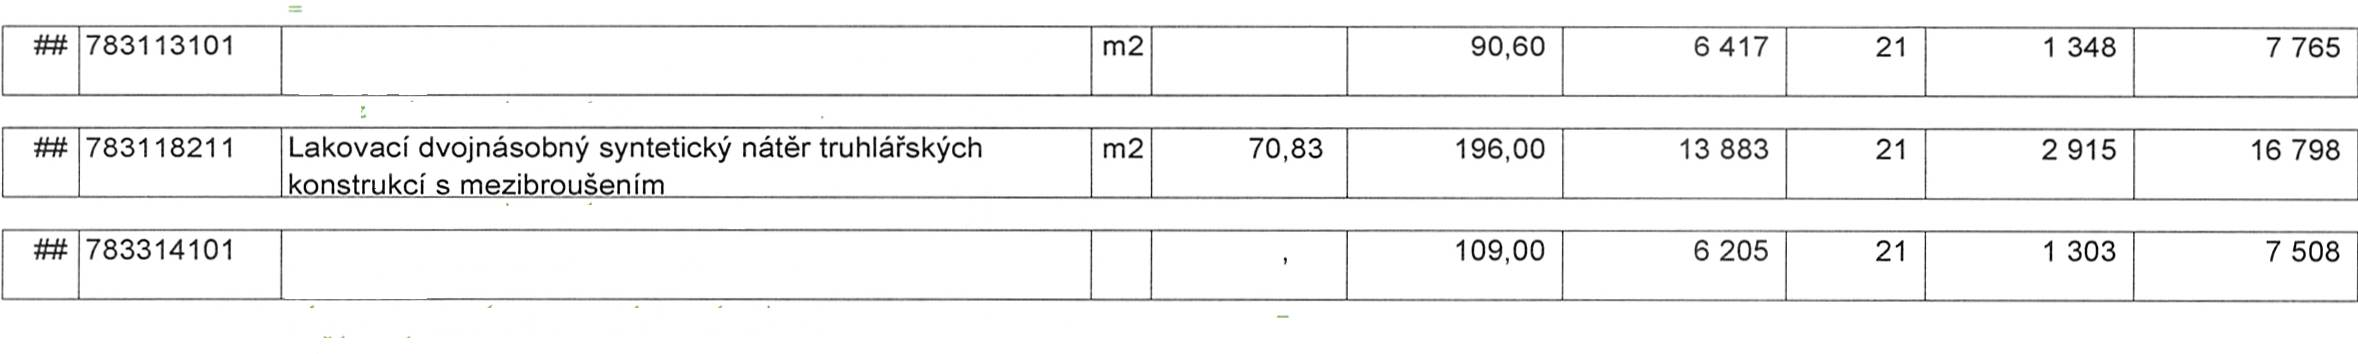 ## 783113101 m2 90,60 6 417 21 1 348 7 765
## 783118211 Lakovací dvojnásobný syntetický nátěr truhlářských m2 70,83 196,00 13 883 21 2 915 16 798
konstrukcí s mezibroušením
## 783314101 , 109,00 6 205 21 1 303 7 508